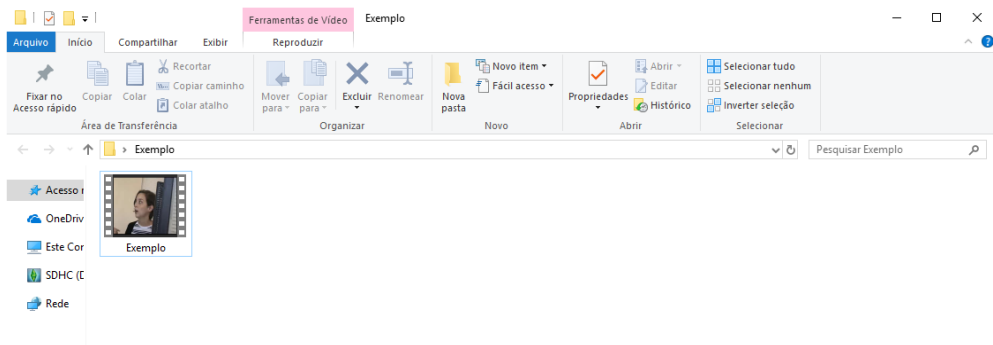 Ferramentas de Vídeo Exemplo
Arquivo Início Compartilhar Exibir Reproduzir
Fixar no
Acesso rápido
Copiar
Colar
Recortar
Copiar caminho
Colar atalho
Área de Transferência
Mover
para
Copiar
para
Excluir
Renomear
Organizar
Nova
pasta
Novo item
Fácil acesso
Novo
Propriedades
Abrir
Editar
Histórico
Abrir
Selecionar tudo
Selecionar nenhum
Inverter seleção
Selecionar
Exemplo
Pesquisar Exemplo
Acesso r
OneDriv
Este Cor
SDHC (D
Rede
Exemplo